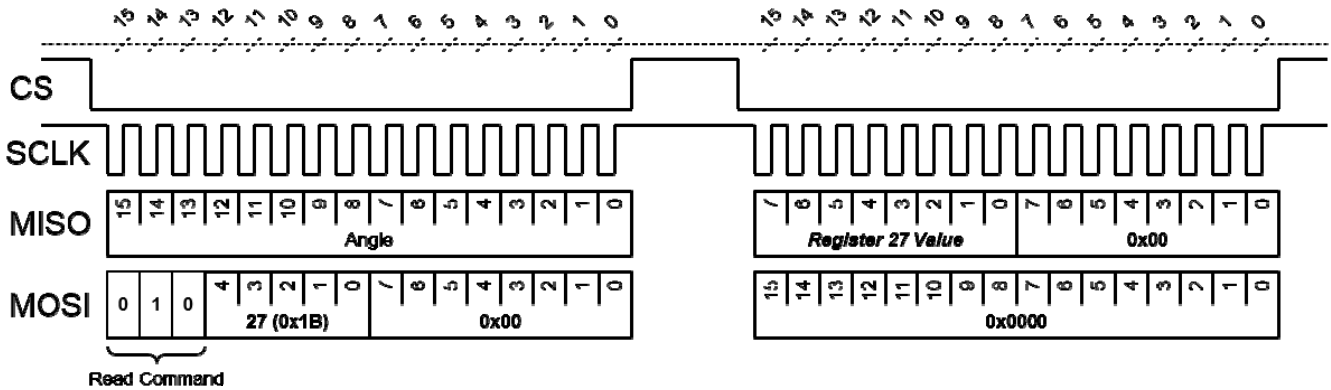 15 14 13 12 11 10 9 8 7 6 5 4 3 2 1 0 15 14 13 12 11 10 9 8 7 6 5 4 3 2 1 0
CS
SCLK
MISO 15 14 13 12 11 10 9 8 7 6 5 4 3 2 1 0 7 6 5 4 3 2 1 0 7 6 5 4 3 2 1 0
Angle Register 27 Value 0x00
MOSI 0 1 0 4 3 2 1 0 7 6 5 4 3 2 1 0 15 14 13 12 11 10 9 8 7 6 5 4 3 2 1 0
27 (0x1B) 0x00 0x0000
Read Command